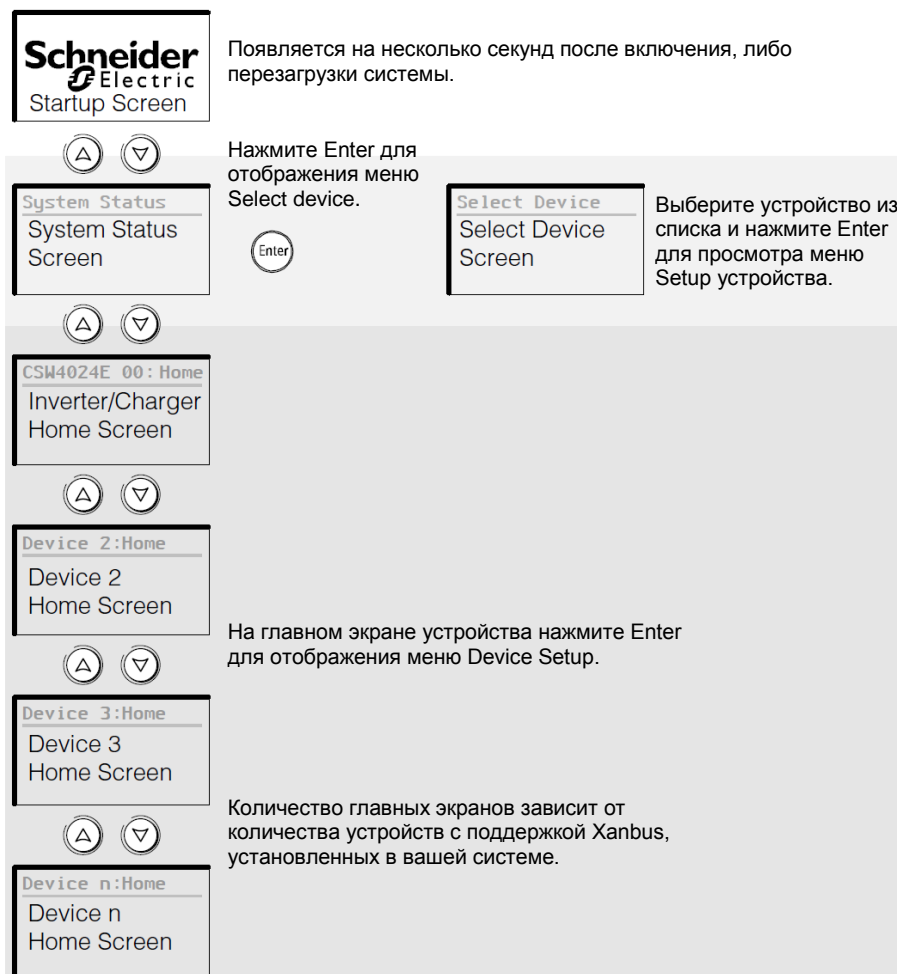 Schneider
Electric
Startup Screen
Появляется на несколько секунд после включения, либо
перезагрузки системы.
Нажмите Enter для
отображения меню
Select device.
System Status
System Status
Screen
Enter
Select Device
Select Device
Screen
Выберите устройство из
списка и нажмите Enter
для просмотра меню
Setup устройства.
CSW4024E 00: Home
Inverter/Charger
Home Screen
Device 2:Home
Device 2
Home Screen
На главном экране устройства нажмите Enter
для отображения меню Device Setup.
Device 3:Home
Device 3
Home Screen
Количество главных экранов зависит от
количества устройств с поддержкой Xanbus,
установленных в вашей системе.
Device n:Home
Device n
Home Screen